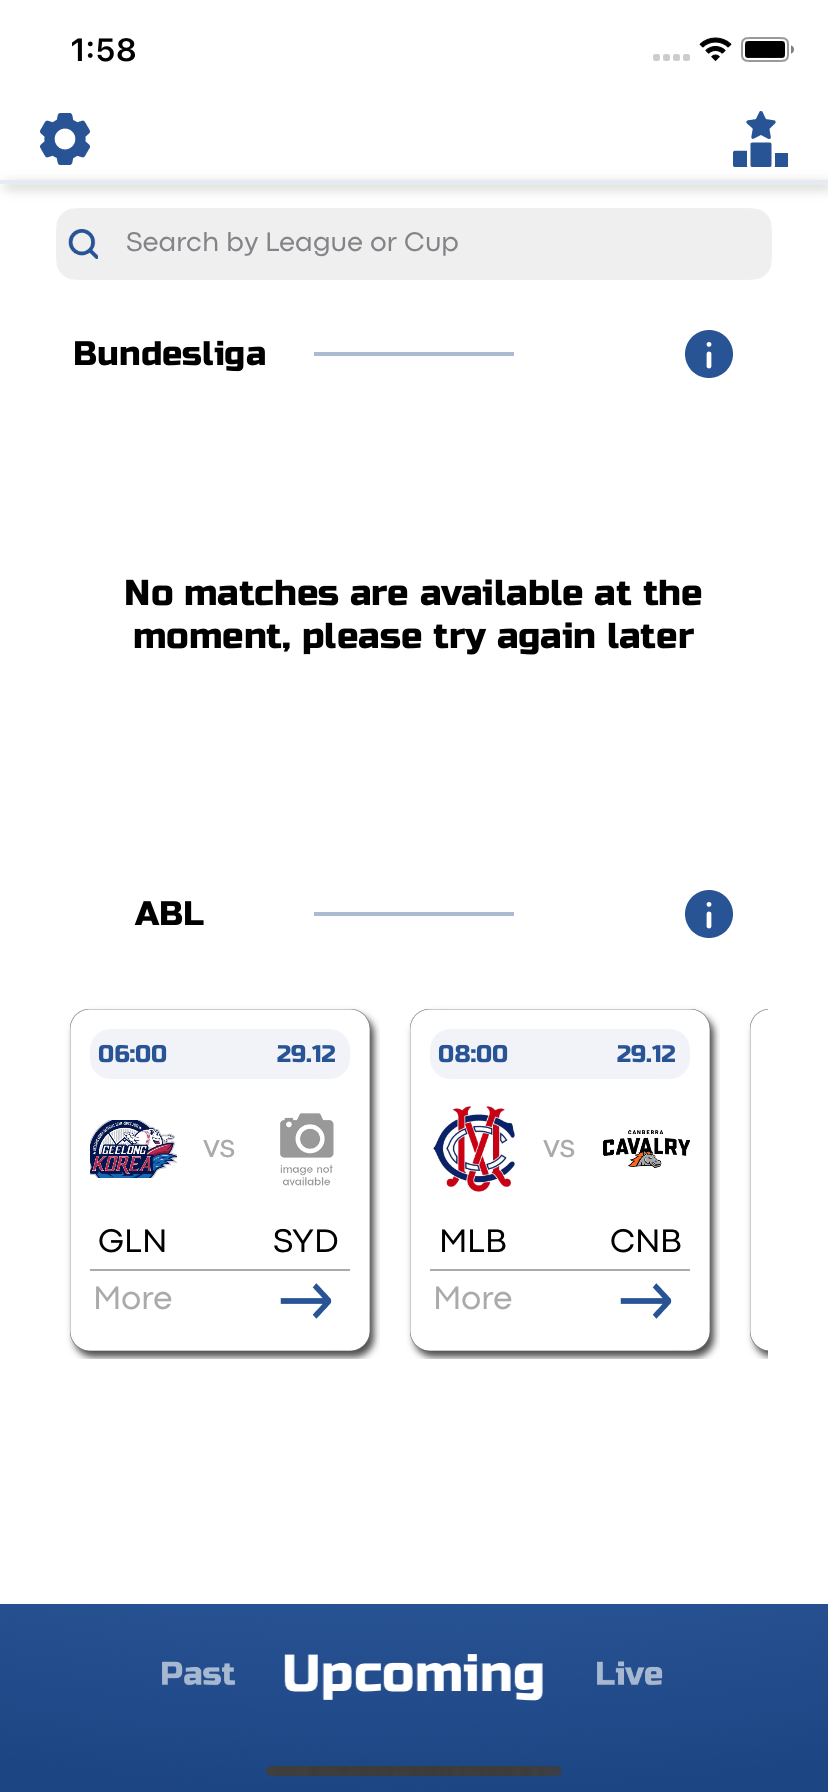 1:58
Search by League or Cup
Bundesliga
No matches are available at the
moment, please try again later
ABL
06:00 29.12
GEELONG
KOREA
VS
image not
available
GLN SYD
More
08:00 29.12
VS
CANBERRA
CAVALRY
MLB CNB
More
Past Upcoming Live